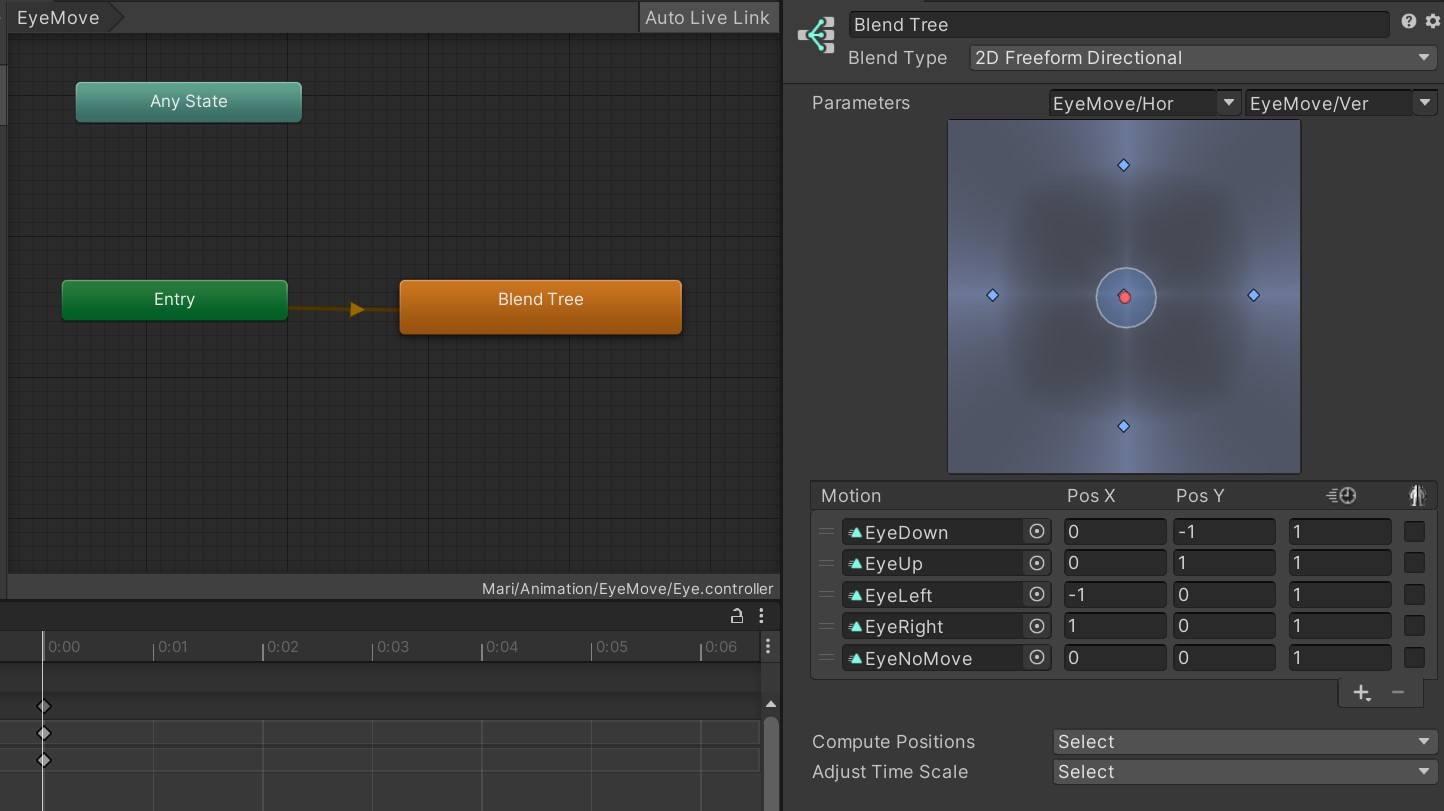 EyeMove
Auto Live Link
Any State
Entry
Blend Tree
Mari/Animation/EyeMove/Eye.controller
0:00 0:01 0:02 0:03 0:04 0:05 0:06
Blend Tree
Blend Type 2D Freeform Directional
Parameters EyeMove/Hor EyeMove/Ver
Motion Pos X Pos Y
EyeDown 0 -1 1
EyeUp 0 1 1
EyeLeft -1 0 1
EyeRight 1 0 1
EyeNoMove 0 0 1
Compute Positions Select
Adjust Time Scale Select